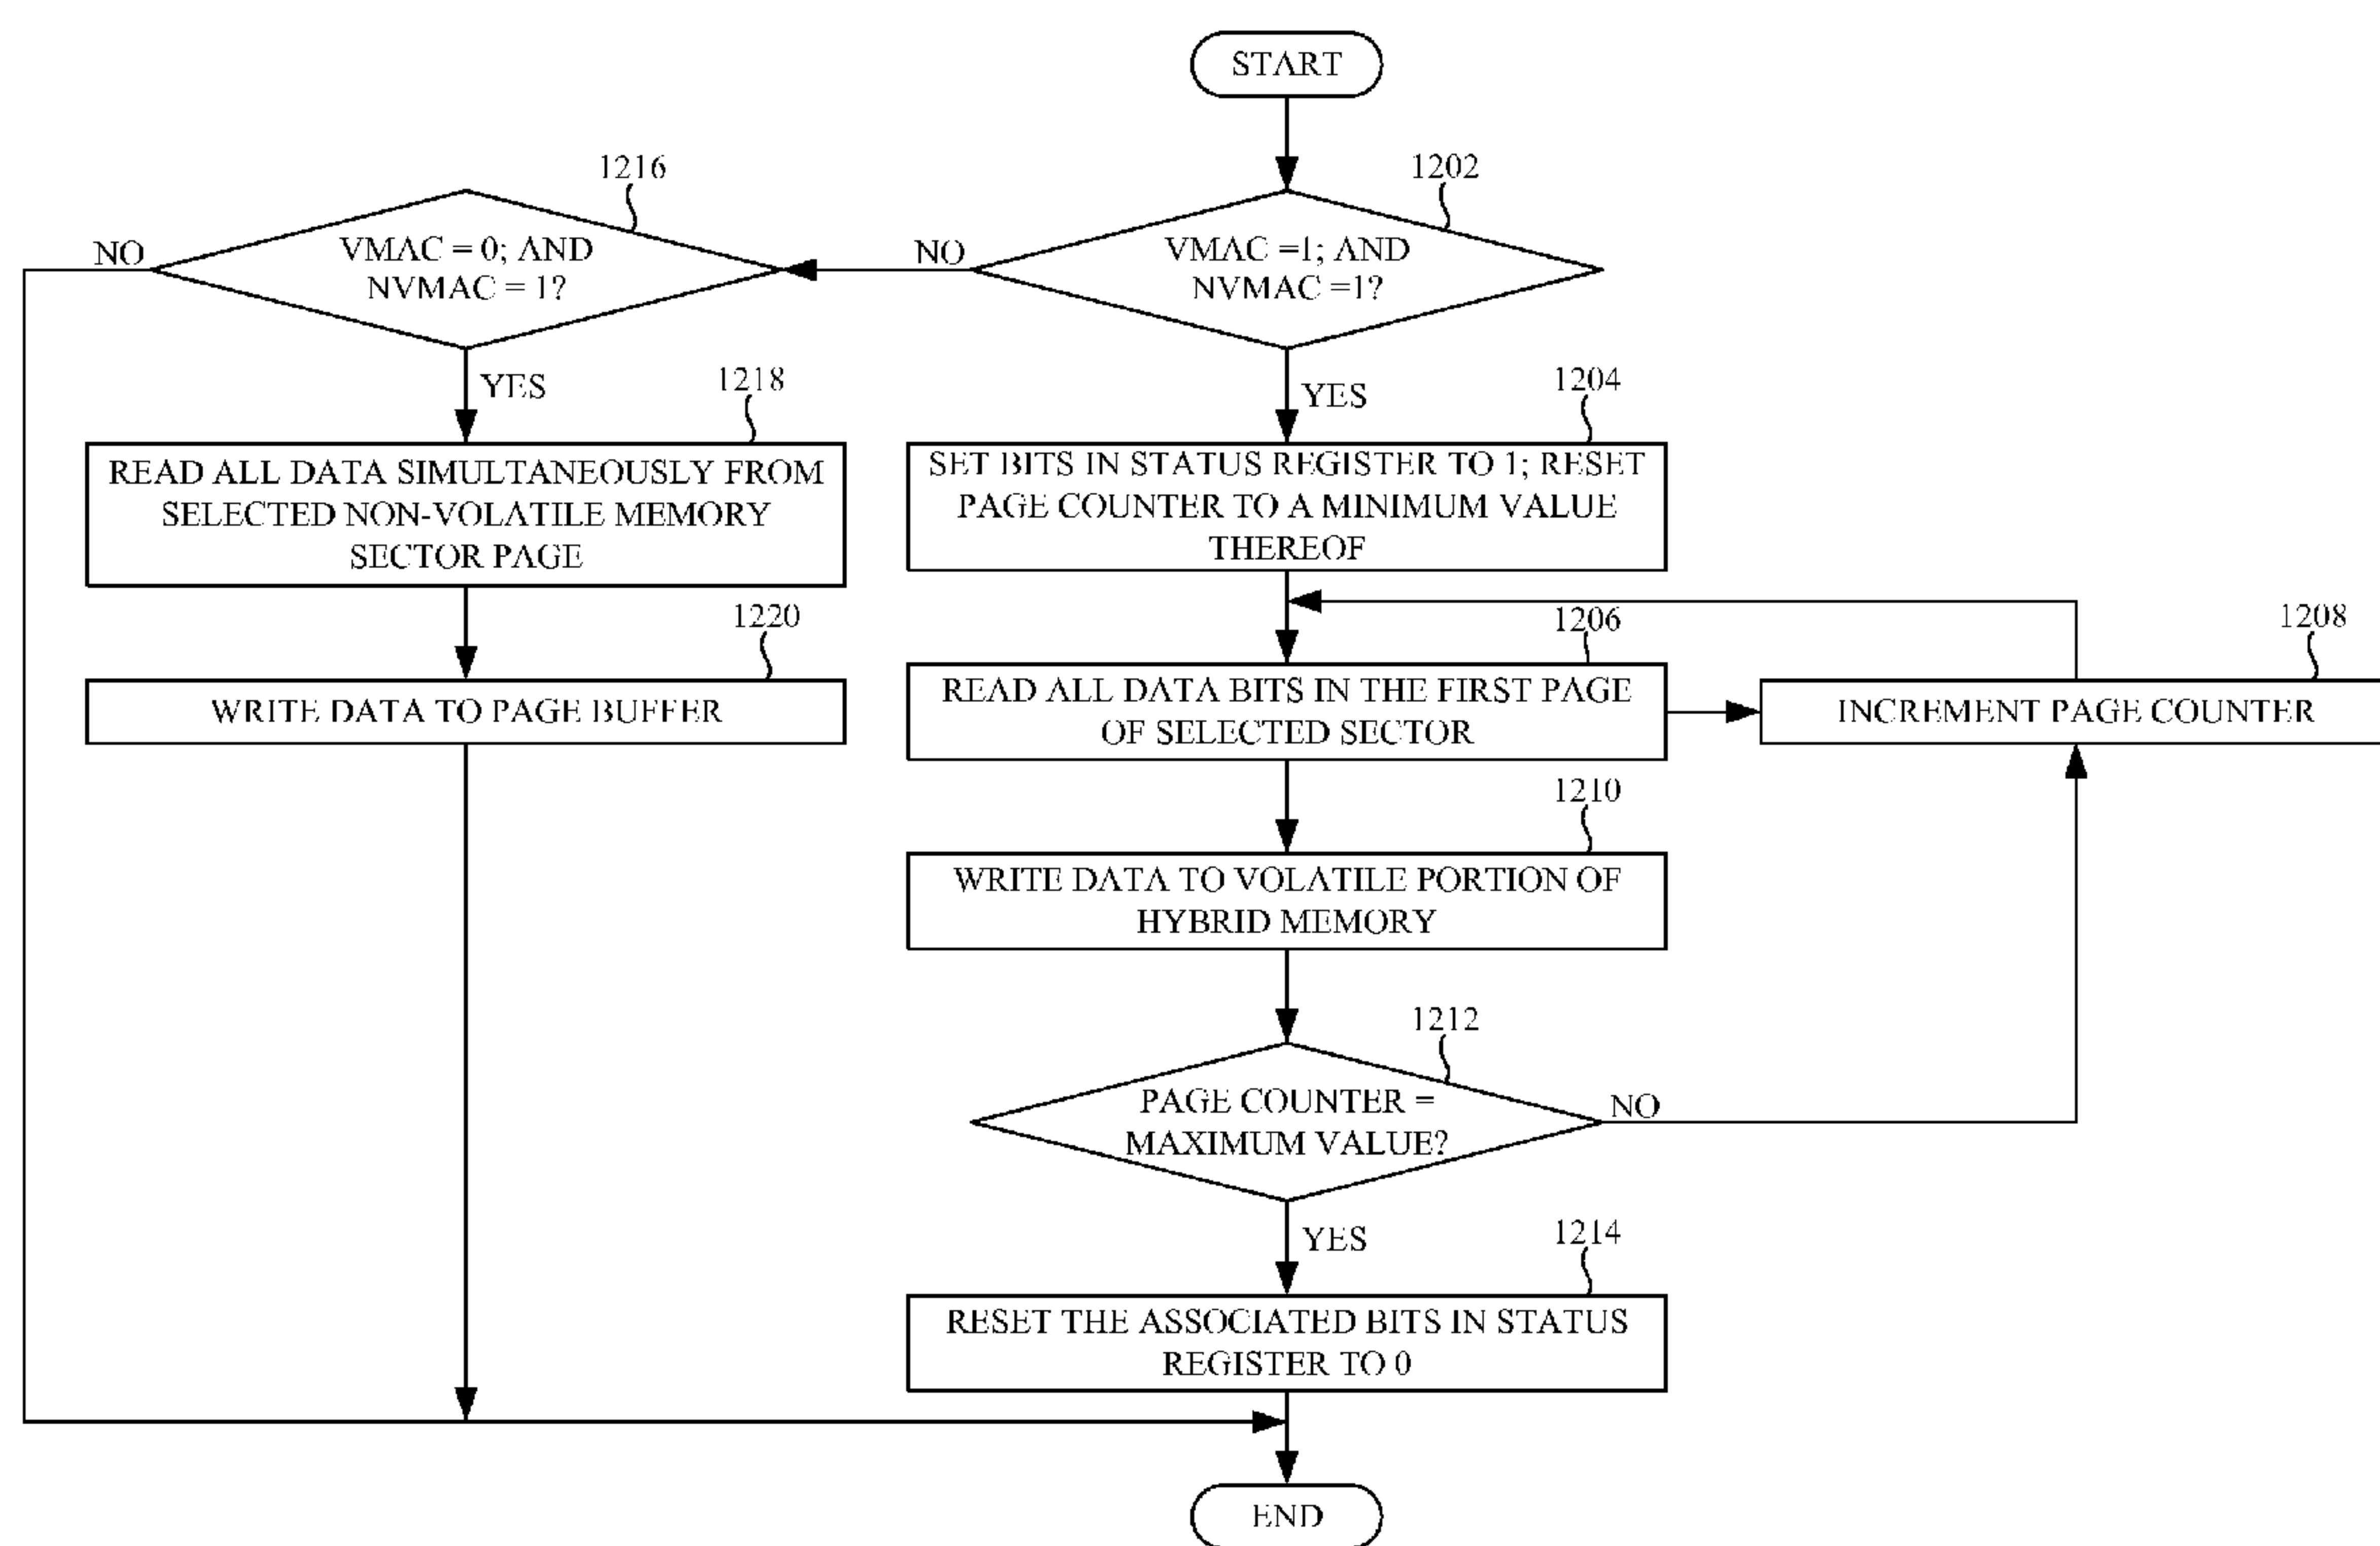 START
1216
1202
VMAC = 0; AND
NVMAC = 1?
NO
VMAC =1; AND
NVMAC =1?
NO
YES
YES
1218
1204
READ ALL DATA SIMULTANEOUSLY FROM
SELECTED NON-VOLATILE MEMORY
SECTOR PAGE
SET BITS IN STATUS REGISTER TO 1; RESET
PAGE COUNTER TO A MINIMUM VALUE
THEREOF
1220
1206
1208
WRITE DATA TO PAGE BUFFER
READ ALL DATA BITS IN THE FIRST PAGE
OF SELECTED SECTOR
INCREMENT PAGE COUNTER
1210
WRITE DATA TO VOLATILE PORTION OF
HYBRID MEMORY
1212
PAGE COUNTER =
MAXIMUM VALUE?
NO
YES
1214
RESET THE ASSOCIATED BITS IN STATUS
REGISTER TO 0
END